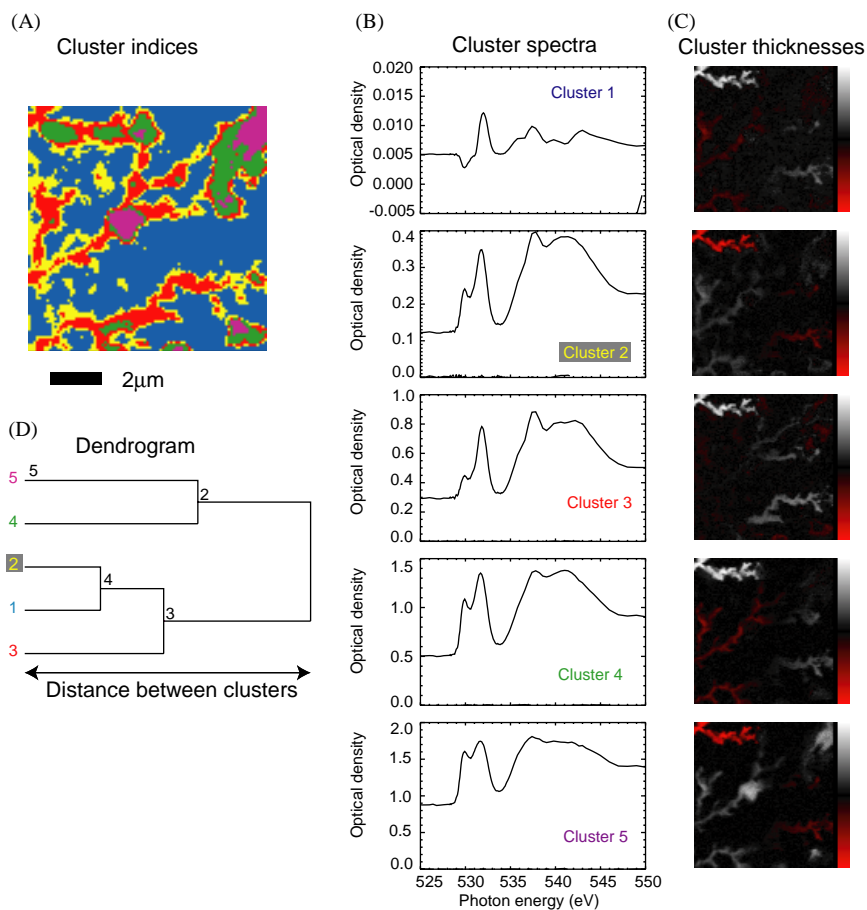 (A)
Cluster indices
2μm
(B)
Cluster spectra
0.020
0.015
0.010
0.005
0.000
-0.005
Optical density
Cluster 1
0.4
0.3
0.2
0.1
0.0
Optical density
Cluster 2
1.0
0.8
0.6
0.4
0.2
0.0
Optical density
Cluster 3
1.5
1.0
0.5
0.0
Optical density
Cluster 4
2.0
1.5
1.0
0.5
0.0
Optical density
Cluster 5
525 530 535 540 545 550
Photon energy (eV)
(C)
Cluster thicknesses
(D)
Dendrogram
5 5
2
4
2
4
1
3
3
Distance between clusters